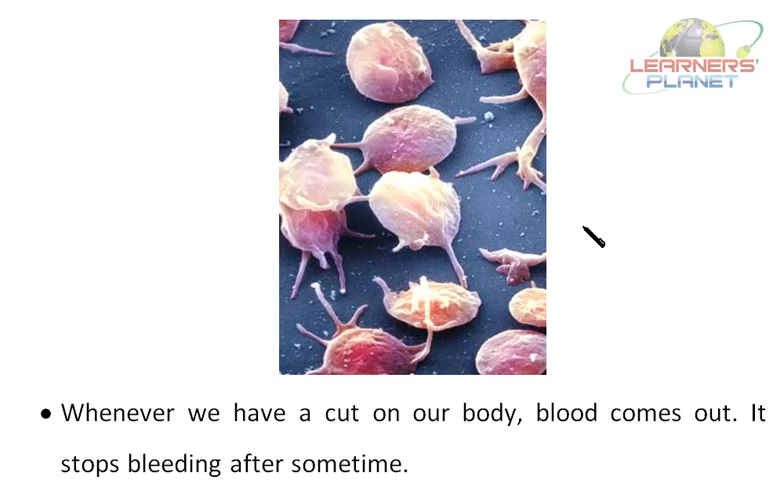 LEARNERS'
PLANET
• Whenever we have a cut on our body, blood comes out. It
stops bleeding after sometime.